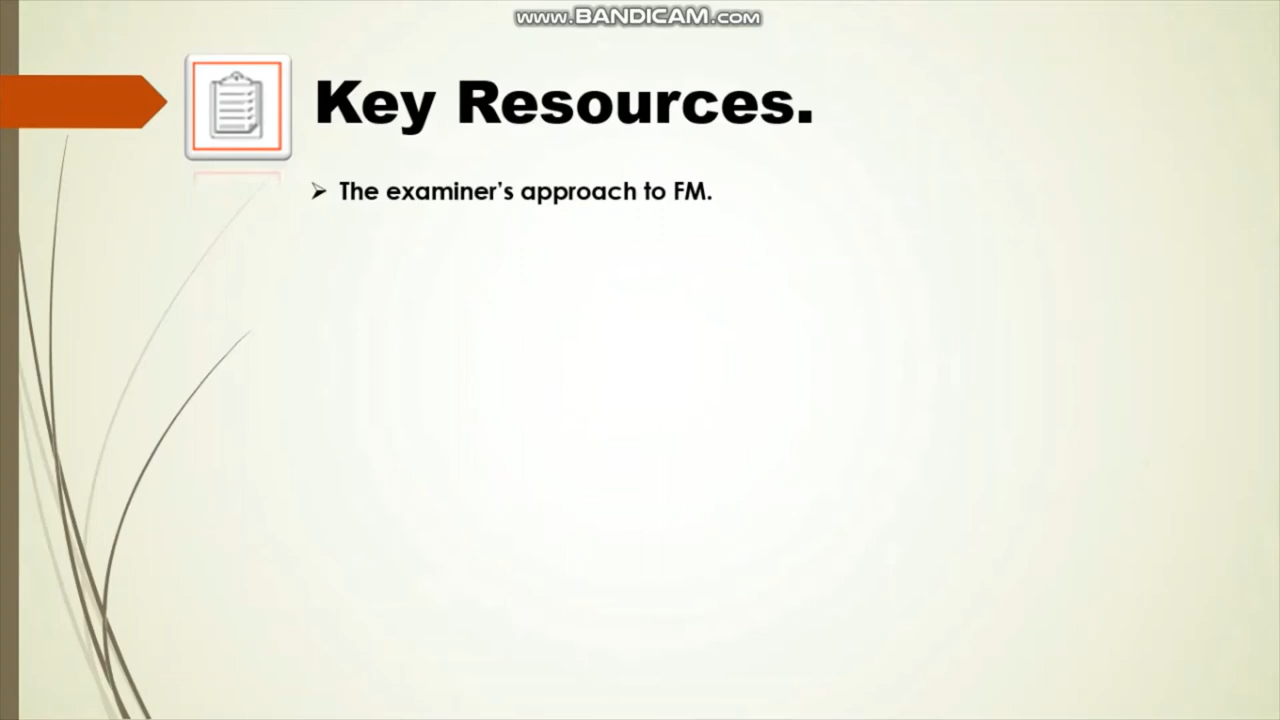 www.BANDICAM.com
Key Resources.
➢ The examiner’s approach to FM.